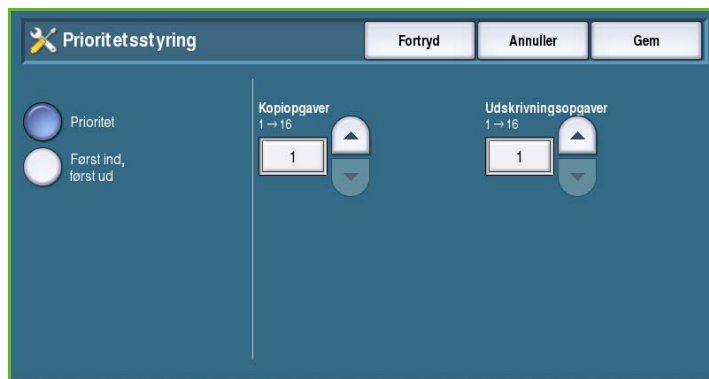 Prioritetsstyring
Fortryd
Annuller
Gem
Prioritet
Først ind,
først ud
Kopiopgaver
1→16
1
Udskrivningsopgaver
1→16
1